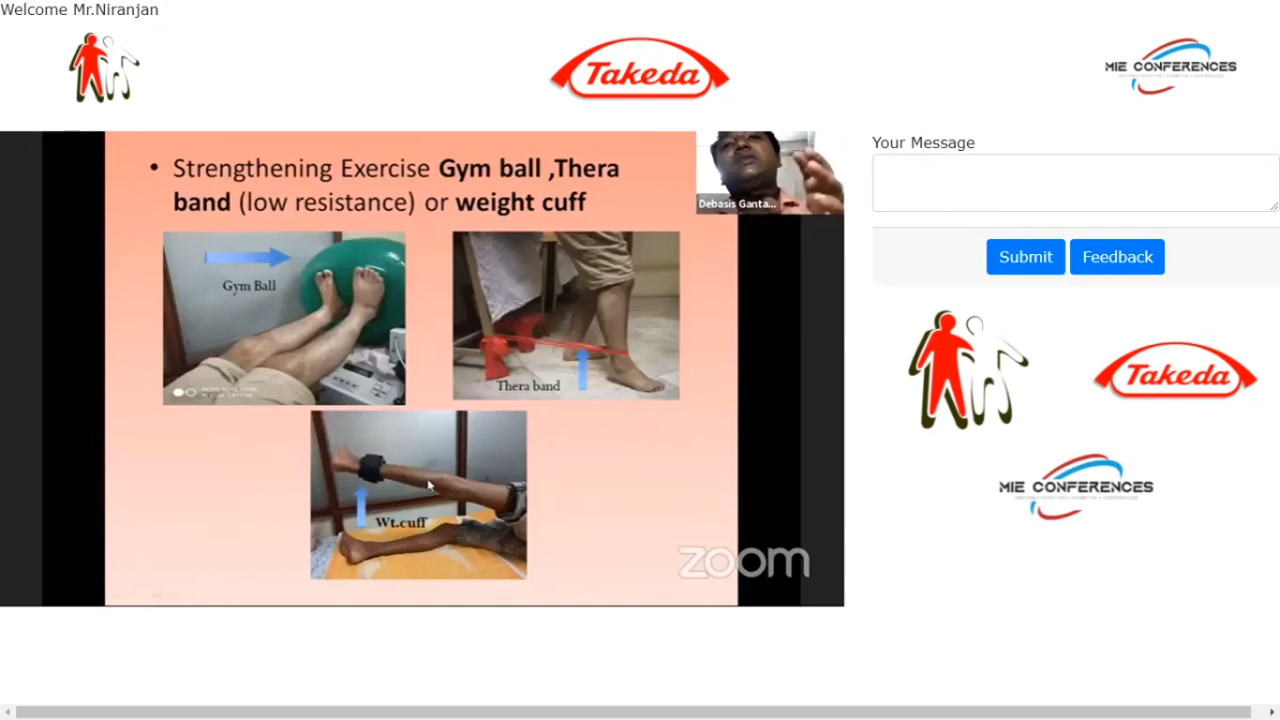 Welcome Mr.Niranjan
Takeda
MIE CONFERENCES
• Strengthening Exercise Gym ball ,Thera
band (low resistance) or weight cuff
Debasis Ganta...
Gym Ball
Thera band
Wt.cuff
zoom
Your Message
Submit
Feedback
Takeda
MIE CONFERENCES